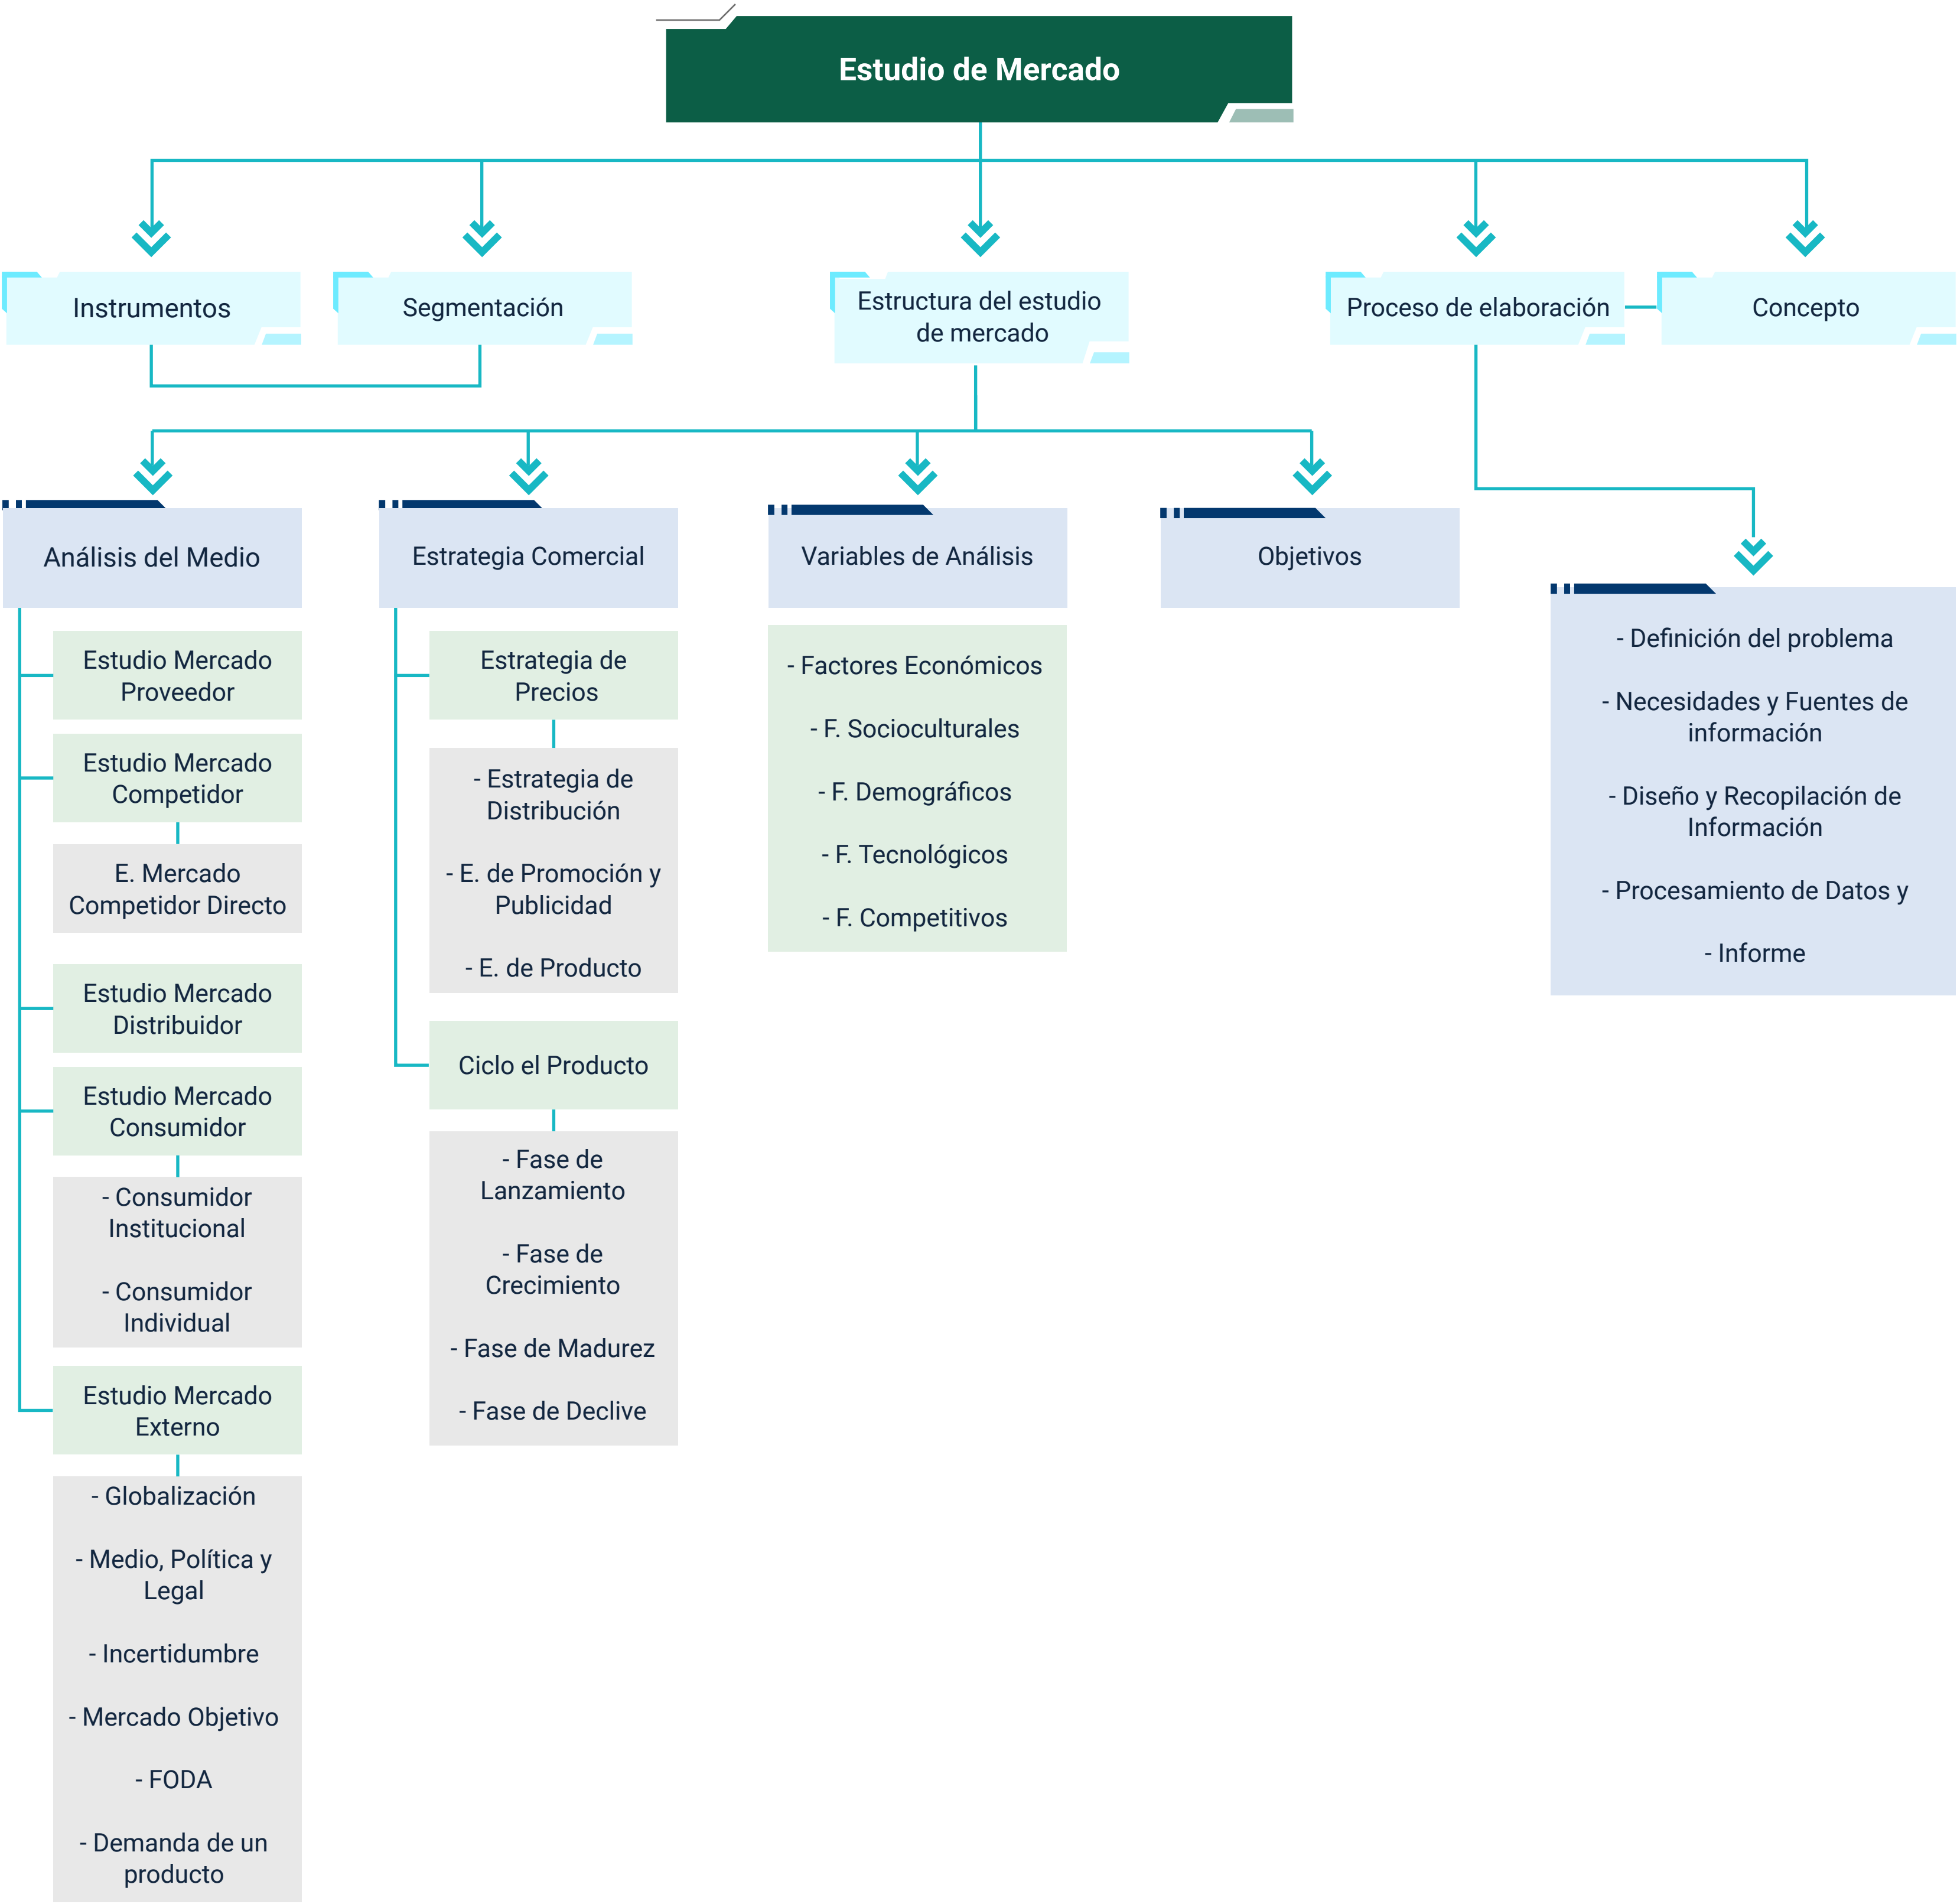 Estudio de Mercado
Instrumentos
Segmentación
Estructura del estudio
de mercado
Proceso de elaboración
Concepto
Análisis del Medio
Estudio Mercado
Proveedor
Estudio Mercado
Competidor
E. Mercado
Competidor Directo
Estudio Mercado
Distribuidor
Estudio Mercado
Consumidor
- Consumidor
Institucional
- Consumidor
Individual
Estudio Mercado
Externo
- Globalización
- Medio, Política y
Legal
- Incertidumbre
- Mercado Objetivo
- FODA
- Demanda de un
producto
Estrategia Comercial
Estrategia de
Precios
- Estrategia de
Distribución
- E. de Promoción y
Publicidad
- E. de Producto
Ciclo el Producto
- Fase de
Lanzamiento
- Fase de
Crecimiento
- Fase de Madurez
- Fase de Declive
Variables de Análisis
- Factores Económicos
- F. Socioculturales
- F. Demográficos
- F. Tecnológicos
- F. Competitivos
Objetivos
- Definición del problema
- Necesidades y Fuentes de
información
- Diseño y Recopilación de
Información
- Procesamiento de Datos y
- Informe